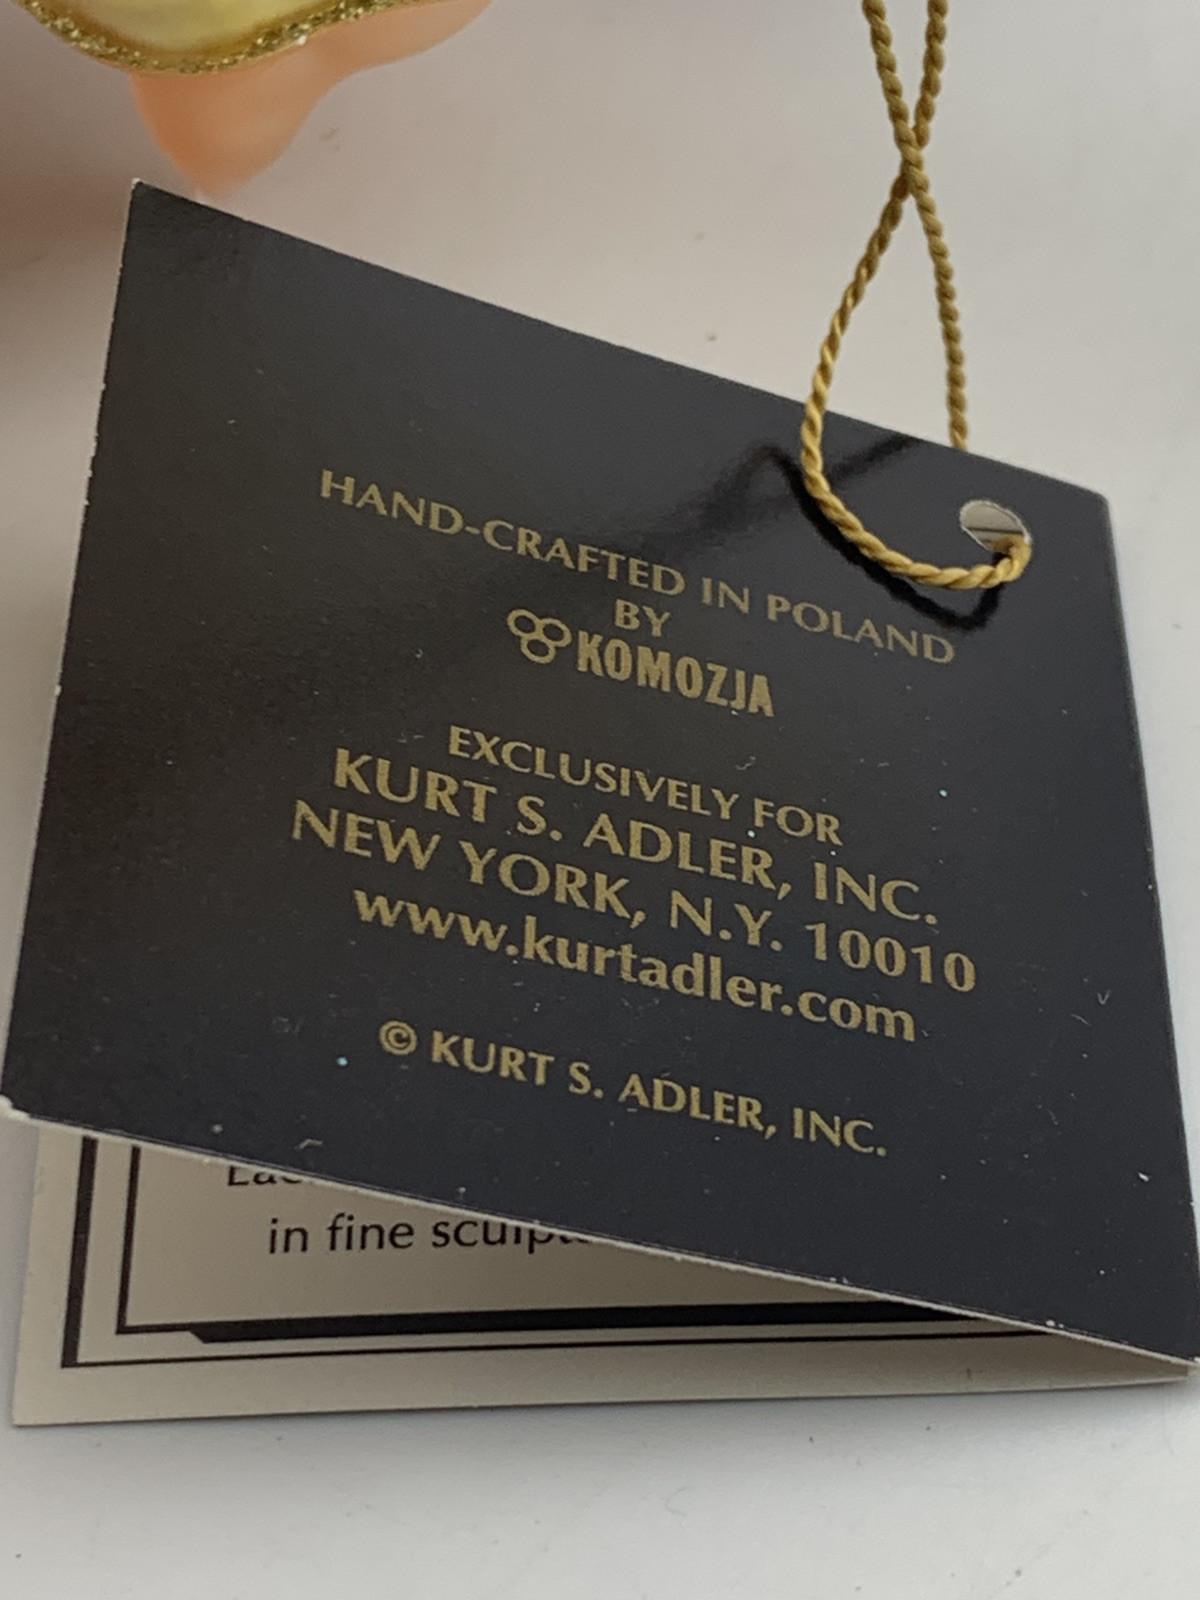 HAND-CRAFTED IN POLAND
BY
KOMOZJA
EXCLUSIVELY FOR
KURT S. ADLER, INC.
NEW YORK, N.Y. 10010
www.kurtadler.com
© KURT S. ADLER, INC.
in fine